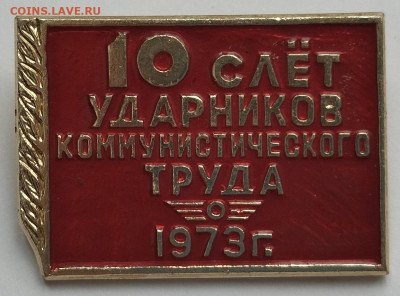 COINS.LAVE.RU
10 СЛЁТ
УДАРНИКОВ
КОММУНИСТИЧЕСКОГО
ТРУДА
1973г.